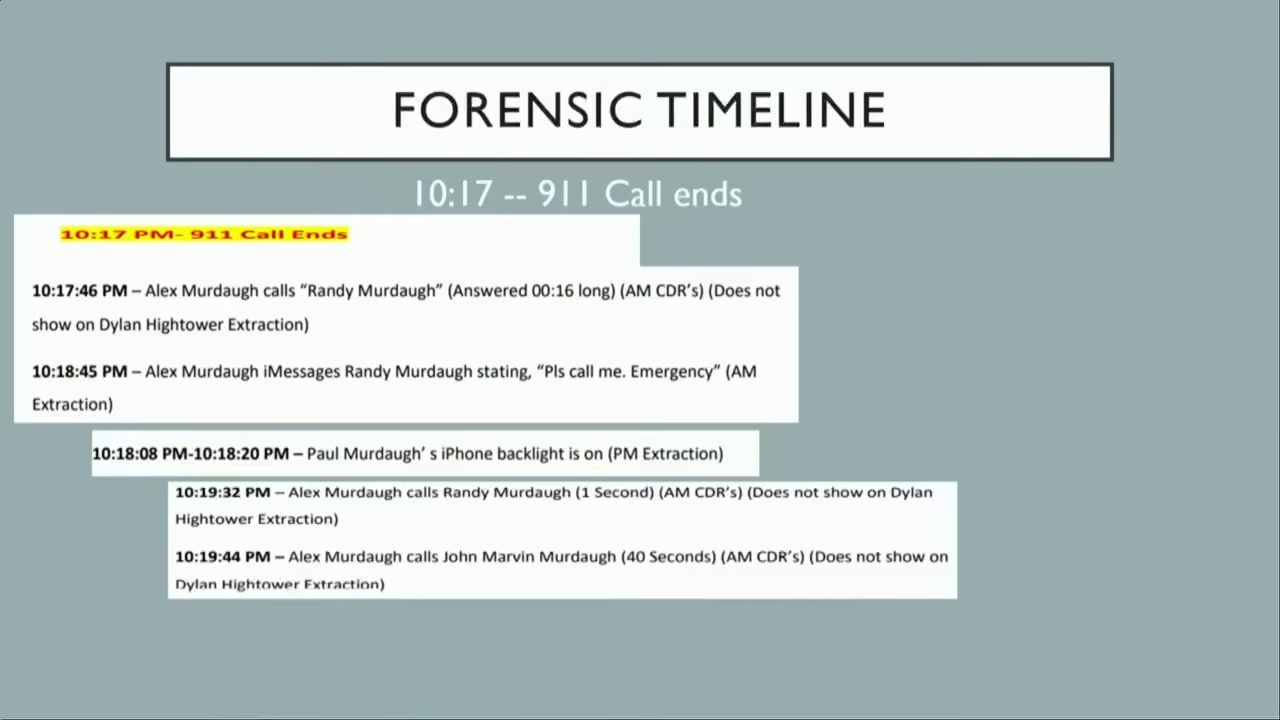 FORENSIC TIMELINE
10:17 -- 911 Call ends
10:17 PM- 911 Call Ends
10:17:46 PM – Alex Murdaugh calls “Randy Murdaugh” (Answered 00:16 long) (AM CDR’s) (Does not
show on Dylan Hightower Extraction)
10:18:45 PM – Alex Murdaugh iMessages Randy Murdaugh stating, “Pls call me. Emergency” (AM
Extraction)
10:18:08 PM-10:18:20 PM – Paul Murdaugh’ s iPhone backlight is on (PM Extraction)
10:19:32 PM – Alex Murdaugh calls Randy Murdaugh (1 Second) (AM CDR’s) (Does not show on Dylan
Hightower Extraction)
10:19:44 PM – Alex Murdaugh calls John Marvin Murdaugh (40 Seconds) (AM CDR’s) (Does not show on
Dylan Hightower Extraction)